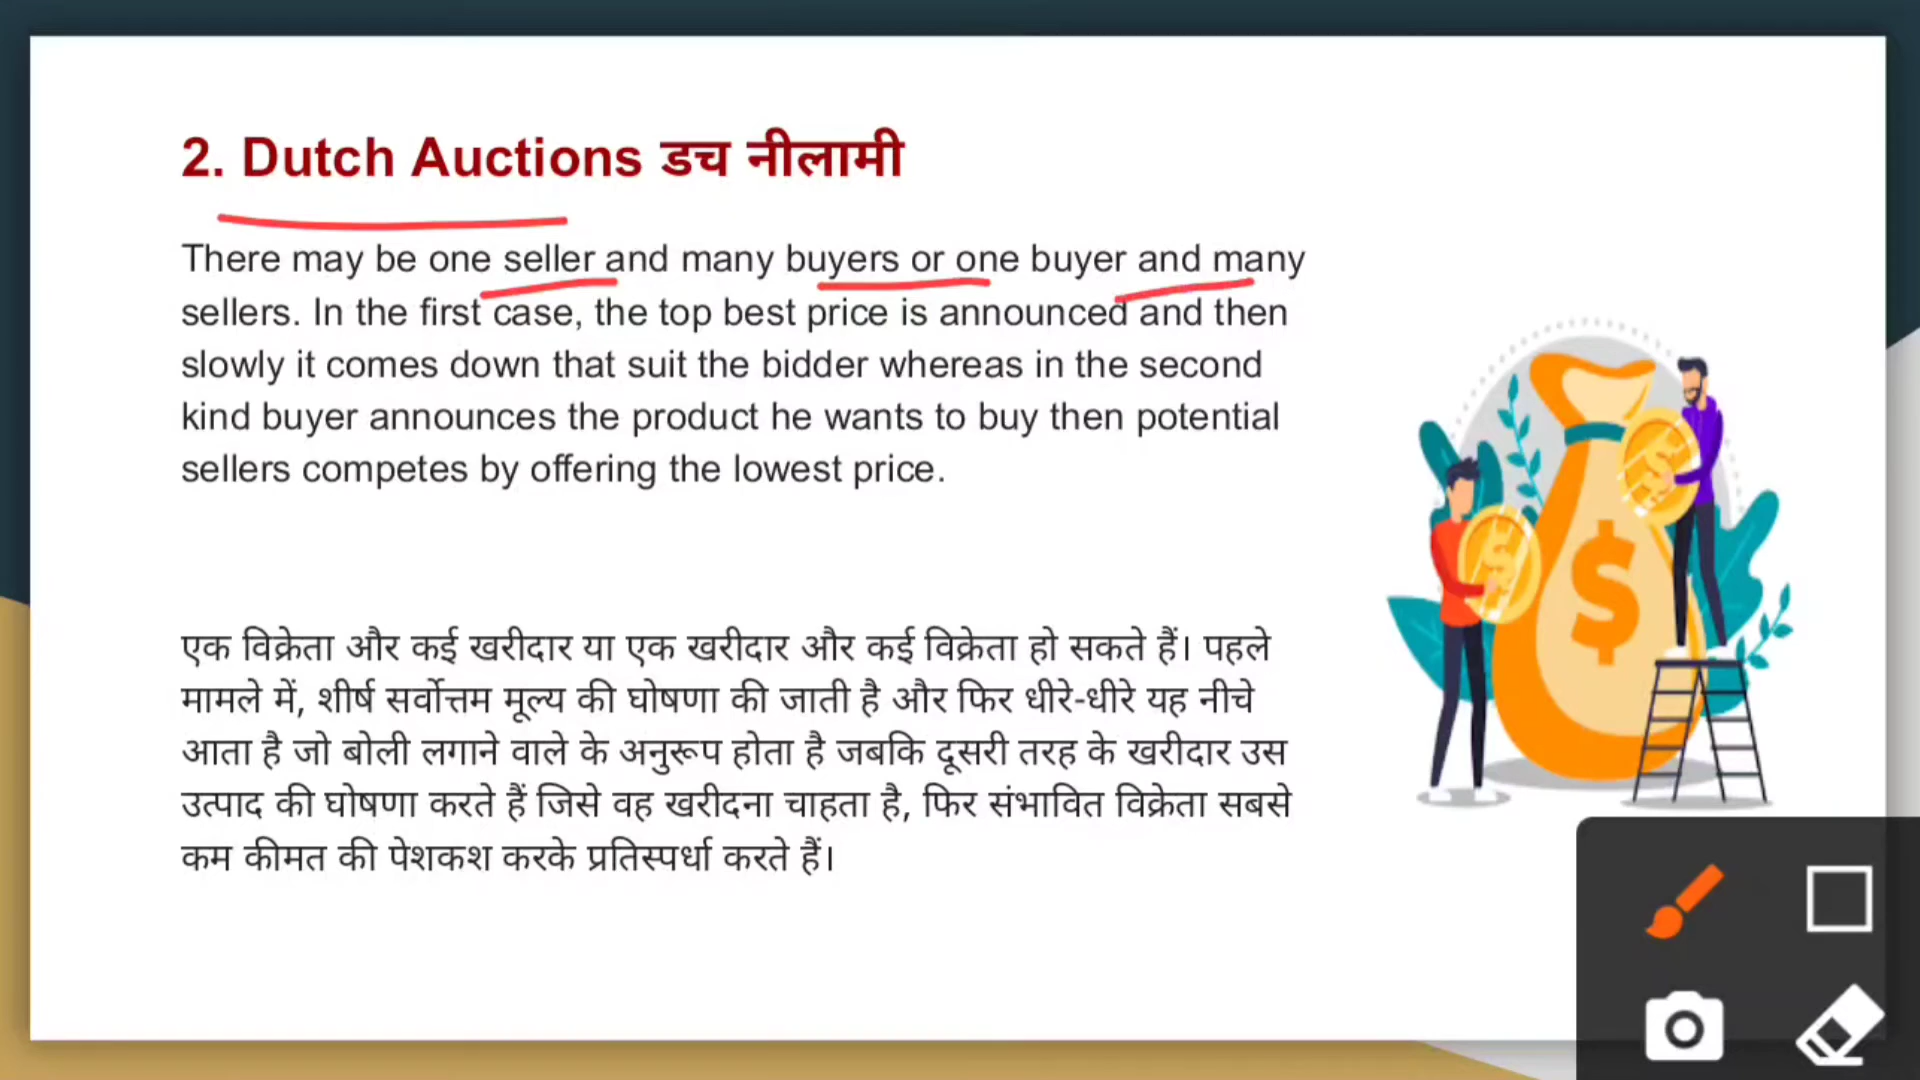 2. Dutch Auctions डच नीलामी
There may be one seller and many buyers or one buyer and many
sellers. In the first case, the top best price is announced and then
slowly it comes down that suit the bidder whereas in the second
kind buyer announces the product he wants to buy then potential
sellers competes by offering the lowest price.
एक विक्रेता और कई खरीदार या एक खरीदार और कई विक्रेता हो सकते हैं। पहले
मामले में, शीर्ष सर्वोत्तम मूल्य की घोषणा की जाती है और फिर धीरे-धीरे यह नीचे
आता है जो बोली लगाने वाले के अनुरूप होता है जबकि दूसरी तरह के खरीदार उस
उत्पाद की घोषणा करते हैं जिसे वह खरीदना चाहता है, फिर संभावित विक्रेता सबसे
कम कीमत की पेशकश करके प्रतिस्पर्धा करते हैं।
$
$
$